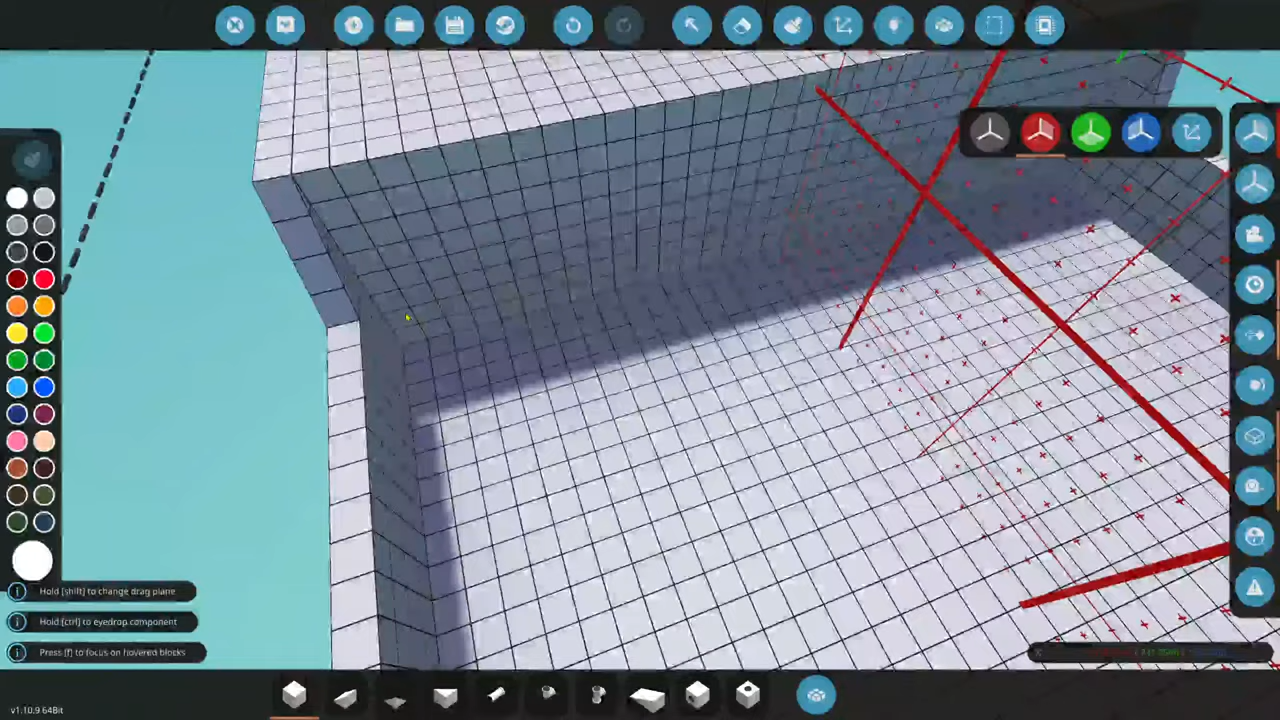 Hold [shift] to change drag plane
Hold [ctrl] to eyedrop component
Press [f] to focus on hovered blocks
v1.10.9 64Bit